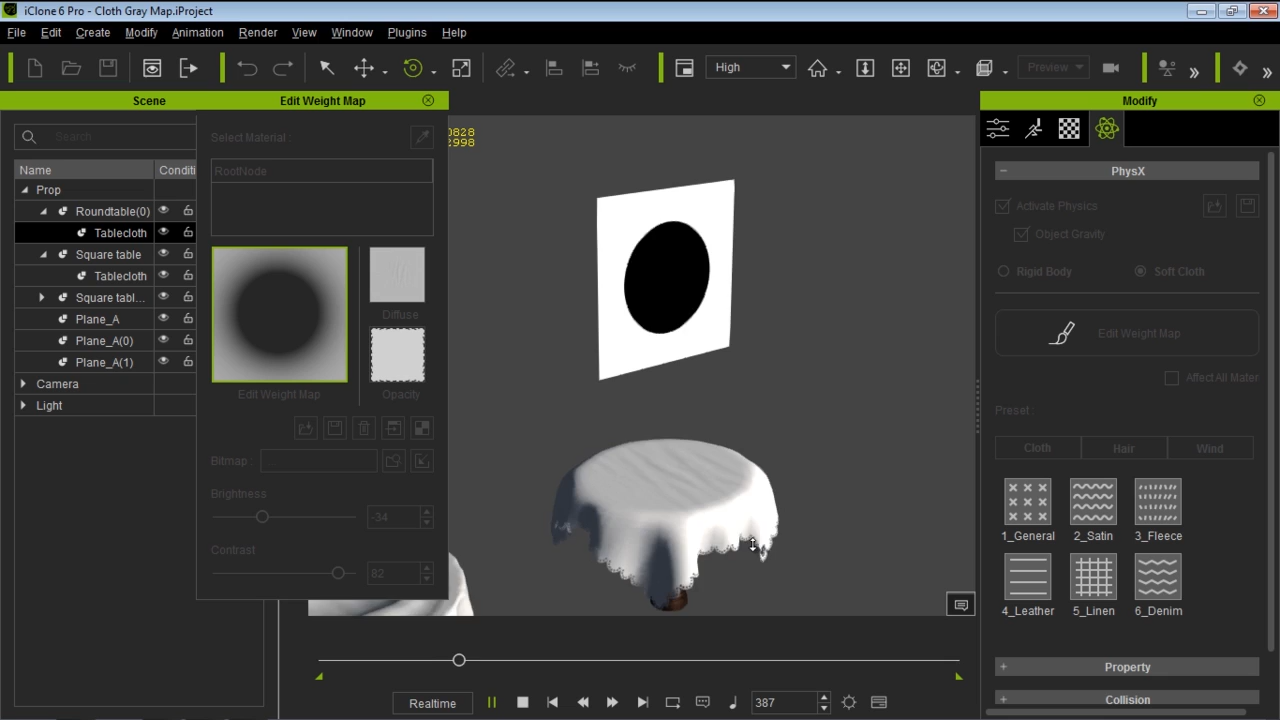 iClone 6 Pro - Cloth Gray Map.iProject
File Edit Create Modify Animation Render View Window Plugins Help
High
Preview
Scene
Search
Name Conditi
Prop
Roundtable(0)
Tablecloth
Square table
Tablecloth
Square tabl...
Plane_A
Plane_A(0)
Plane_A(1)
Camera
Light
Edit Weight Map
Select Material :
RootNode
Diffuse
Edit Weight Map
Opacity
Bitmap :
Brightness
-34
Contrast
82
0828
2998
Realtime
387
Modify
PhysX
Activate Physics
Object Gravity
Rigid Body Soft Cloth
Edit Weight Map
Affect All Mater
Preset :
Cloth Hair Wind
1_General 2_Satin 3_Fleece
4_Leather 5_Linen 6_Denim
Property
Collision